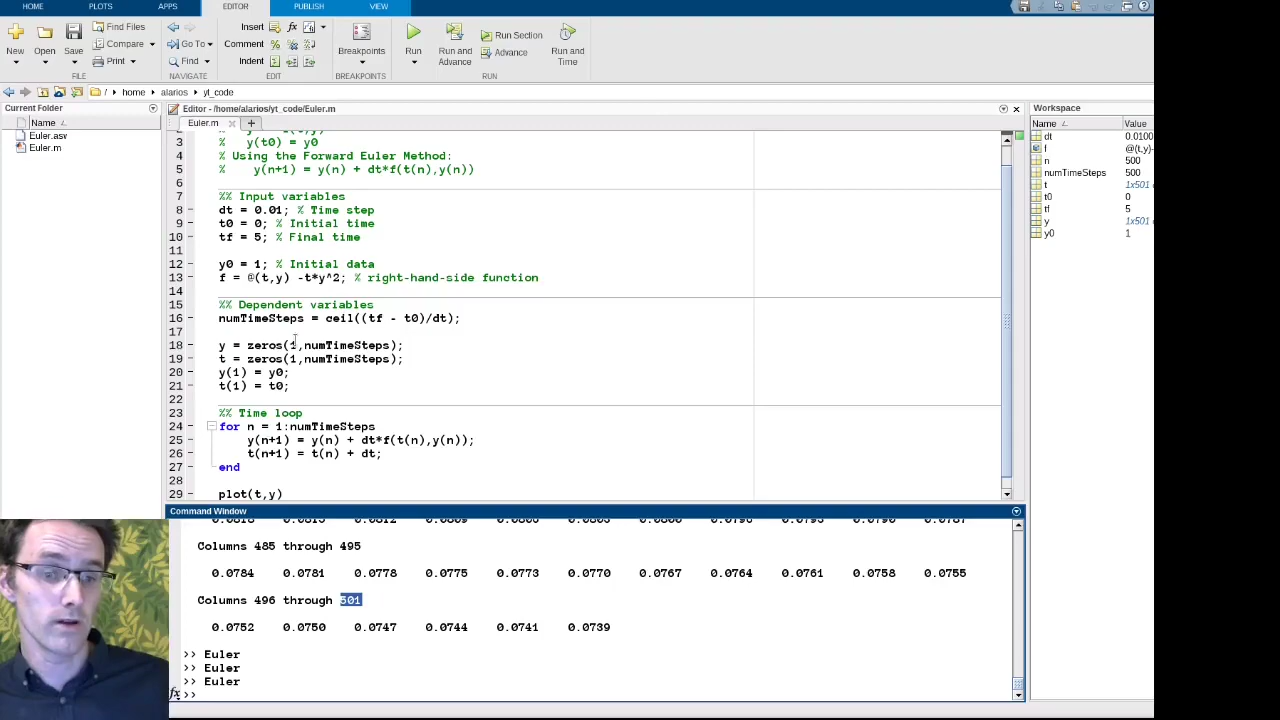 HOME PLOTS APPS EDITOR PUBLISH VIEW
New Open Save Find Files Compare Print
Go To Find
Insert fx
Comment %
Indent
Breakpoints
Run Run and Advance Run Section Advance Run and Time
FILE NAVIGATE EDIT BREAKPOINTS RUN
/ home alarios yt_code
Current Folder
Name
Euler.asv
Euler.m
Editor - /home/alarios/yt_code/Euler.m
Euler.m +
3 % y(t0) = y0
4 % Using the Forward Euler Method:
5 % y(n+1) = y(n) + dt*f(t(n),y(n))
6
7 %% Input variables
8 - dt = 0.01; % Time step
9 - t0 = 0; % Initial time
10 - tf = 5; % Final time
11
12 - y0 = 1; % Initial data
13 - f = @(t,y) -t*y^2; % right-hand-side function
14
15 %% Dependent variables
16 - numTimeSteps = ceil((tf - t0)/dt);
17
18 - y = zeros(1,numTimeSteps);
19 - t = zeros(1,numTimeSteps);
20 - y(1) = y0;
21 - t(1) = t0;
22
23 %% Time loop
24 - for n = 1:numTimeSteps
25 - y(n+1) = y(n) + dt*f(t(n),y(n));
26 - t(n+1) = t(n) + dt;
27 - end
28
29 - plot(t,y)
Workspace
Name Value
dt 0.0100
f @(t,y)-
n 500
numTimeSteps 500
t 1x501
t0 0
tf 5
y 1x501
y0 1
Command Window
Columns 485 through 495
0.0784 0.0781 0.0778 0.0775 0.0773 0.0770 0.0767 0.0764 0.0761 0.0758 0.0755
Columns 496 through 501
0.0752 0.0750 0.0747 0.0744 0.0741 0.0739
>> Euler
>> Euler
>> Euler
fx >>